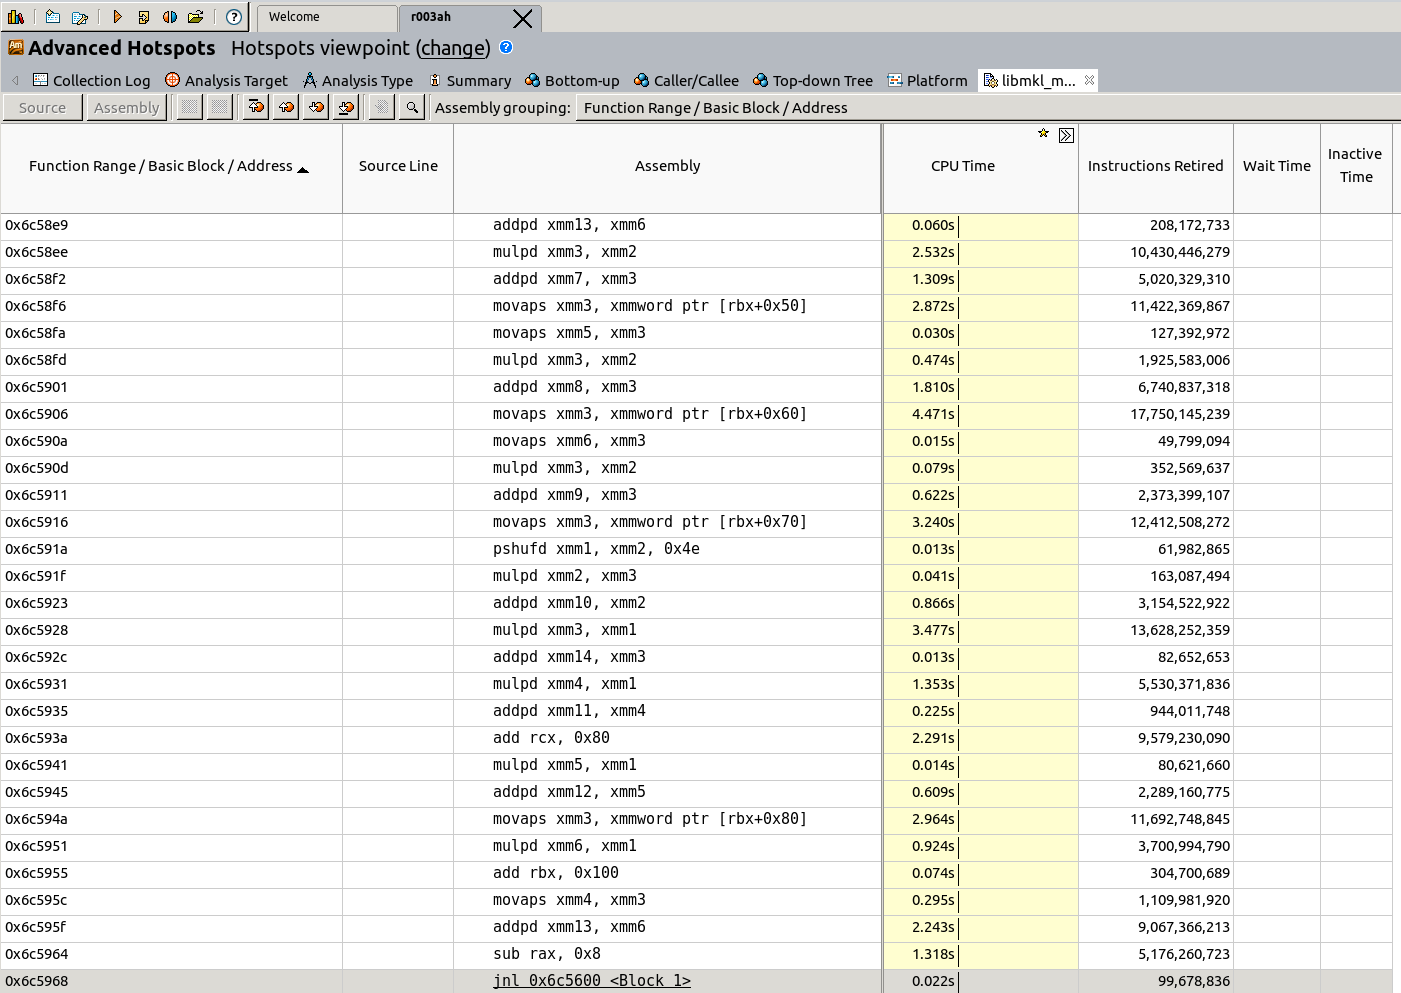 Welcome
r003ah
Advanced Hotspots Hotspots viewpoint (change)
Collection Log Analysis Target Analysis Type Summary Bottom-up Caller/Callee Top-down Tree Platform libmkl_m...
Source Assembly Assembly grouping: Function Range / Basic Block / Address
Function Range / Basic Block / Address Source Line Assembly CPU Time Instructions Retired Wait Time Inactive Time
0x6c58e9 addpd xmm13, xmm6 0.060s 208,172,733
0x6c58ee mulpd xmm3, xmm2 2.532s 10,430,446,279
0x6c58f2 addpd xmm7, xmm3 1.309s 5,020,329,310
0x6c58f6 movaps xmm3, xmmword ptr [rbx+0x50] 2.872s 11,422,369,867
0x6c58fa movaps xmm5, xmm3 0.030s 127,392,972
0x6c58fd mulpd xmm3, xmm2 0.474s 1,925,583,006
0x6c5901 addpd xmm8, xmm3 1.810s 6,740,837,318
0x6c5906 movaps xmm3, xmmword ptr [rbx+0x60] 4.471s 17,750,145,239
0x6c590a movaps xmm6, xmm3 0.015s 49,799,094
0x6c590d mulpd xmm3, xmm2 0.079s 352,569,637
0x6c5911 addpd xmm9, xmm3 0.622s 2,373,399,107
0x6c5916 movaps xmm3, xmmword ptr [rbx+0x70] 3.240s 12,412,508,272
0x6c591a pshufd xmm1, xmm2, 0x4e 0.013s 61,982,865
0x6c591f mulpd xmm2, xmm3 0.041s 163,087,494
0x6c5923 addpd xmm10, xmm2 0.866s 3,154,522,922
0x6c5928 mulpd xmm3, xmm1 3.477s 13,628,252,359
0x6c592c addpd xmm14, xmm3 0.013s 82,652,653
0x6c5931 mulpd xmm4, xmm1 1.353s 5,530,371,836
0x6c5935 addpd xmm11, xmm4 0.225s 944,011,748
0x6c593a add rcx, 0x80 2.291s 9,579,230,090
0x6c5941 mulpd xmm5, xmm1 0.014s 80,621,660
0x6c5945 addpd xmm12, xmm5 0.609s 2,289,160,775
0x6c594a movaps xmm3, xmmword ptr [rbx+0x80] 2.964s 11,692,748,845
0x6c5951 mulpd xmm6, xmm1 0.924s 3,700,994,790
0x6c5955 add rbx, 0x100 0.074s 304,700,689
0x6c595c movaps xmm4, xmm3 0.295s 1,109,981,920
0x6c595f addpd xmm13, xmm6 2.243s 9,067,366,213
0x6c5964 sub rax, 0x8 1.318s 5,176,260,723
0x6c5968 jnl 0x6c5600 <Block 1> 0.022s 99,678,836